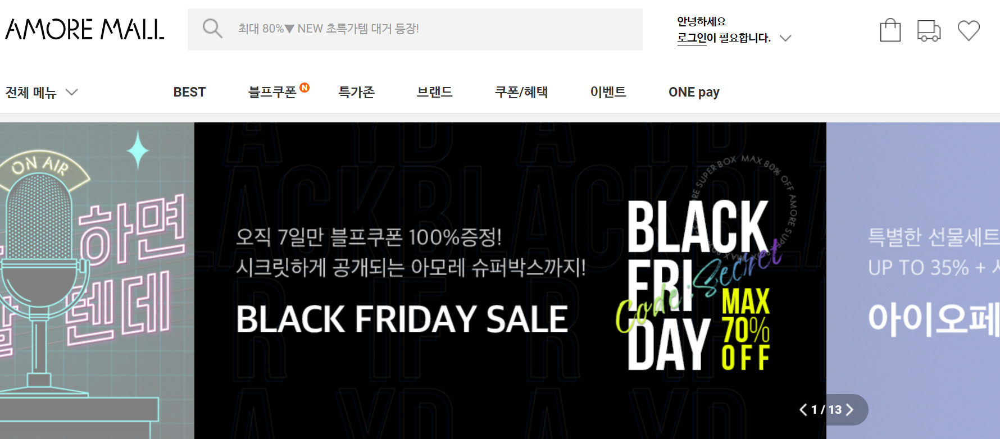 AMORE MALL
최대 80%▼ NEW 초특가템 대거 등장!
안녕하세요
로그인이 필요합니다.
전체 메뉴
BEST
블프쿠폰 N
특가존
브랜드
쿠폰/혜택
이벤트
ONE pay
ON AIR
하면
텐데
오직 7일만 블프쿠폰 100%증정!
시크릿하게 공개되는 아모레 슈퍼박스까지!
BLACK FRIDAY SALE
SUPER BOX MAX 80% OFF AMORE
BLACK
FRI
DAY
Code: Secret
MAX
70%
OFF
특별한 선물세트
UP TO 35% +
아이오페
1 / 13